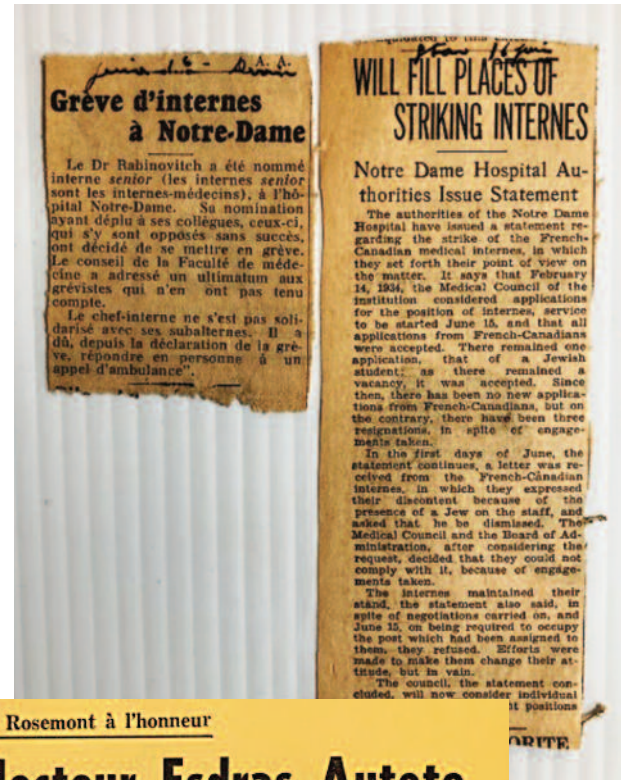 juin 16 - Devoir
A. A.
Grève d'internes
à Notre-Dame
Le Dr Rabinovitch a été nommé
interne senior (les internes senior
sont les internes-médecins), à l'hô-
pital Notre-Dame. Sa nomination
ayant déplu à ses collègues, ceux-ci,
qui s'y sont opposés sans succès,
ont décidé de se mettre en grève.
Le conseil de la Faculté de méde-
cine a adressé un ultimatum aux
grévistes qui n'en ont pas tenu
compte.
Le chef-interne ne s'est pas soli-
darisé avec ses subalternes. Il a
dû, depuis la déclaration de la grè-
ve, répondre en personne à un
appel d'ambulance".
Star 16 juin
WILL FILL PLACES OF
STRIKING INTERNES
Notre Dame Hospital Au-
thorities Issue Statement
The authorities of the Notre Dame
Hospital have issued a statement re-
garding the strike of the French-
Canadian medical internes, in which
they set forth their point of view on
the matter. It says that February
14, 1934, the Medical Council of the
institution considered applications
for the position of internes, service
to be started June 15, and that all
applications from French-Canadians
were accepted. There remained one
application, that of a Jewish
student; as there remained a
vacancy, it was accepted. Since
then, there has been no new applica-
tions from French-Canadians, but on
the contrary, there have been three
resignations, in spite of engage-
ments taken.
In the first days of June, the
statement continues, a letter was re-
ceived from the French-Canadian
internes, in which they expressed
their discontent because of the
presence of a Jew on the staff, and
asked that he be dismissed. The
Medical Council and the Board of Ad-
ministration, after considering the
request, decided that they could not
comply with it, because of engage-
ments taken.
The internes maintained their
stand, the statement also said, in
spite of negotiations carried on, and
June 15, on being required to occupy
the post which had been assigned to
them, they refused. Efforts were
made to make them change their at-
titude, but in vain.
The council, the statement con-
cluded, will now consider individual
positions
Rosemont à l'honneur
Esdras Auteto